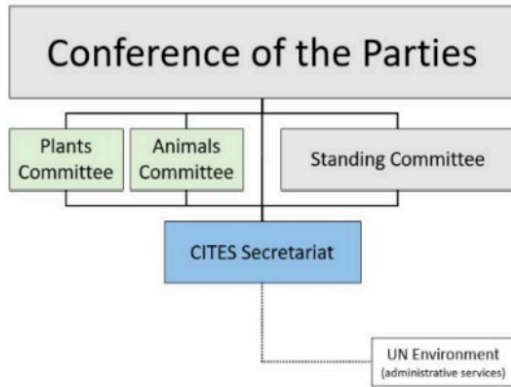 Conference of the Parties
Plants
Committee
Animals
Committee
Standing Committee
CITES Secretariat
UN Environment
(administrative services)